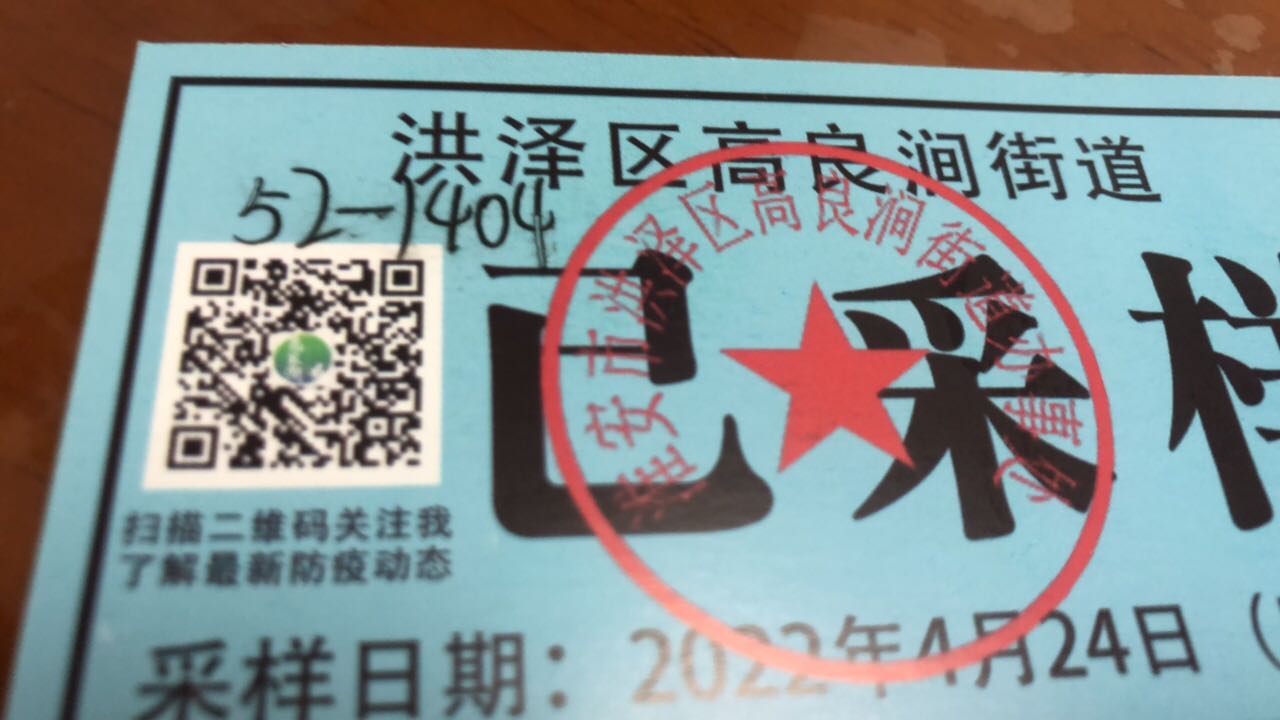 洪泽区高良涧街道
52-1404
已采样
淮安市洪泽区高良涧街道办事处
扫描二维码关注我
了解最新防疫动态
采样日期：2022年4月24日（